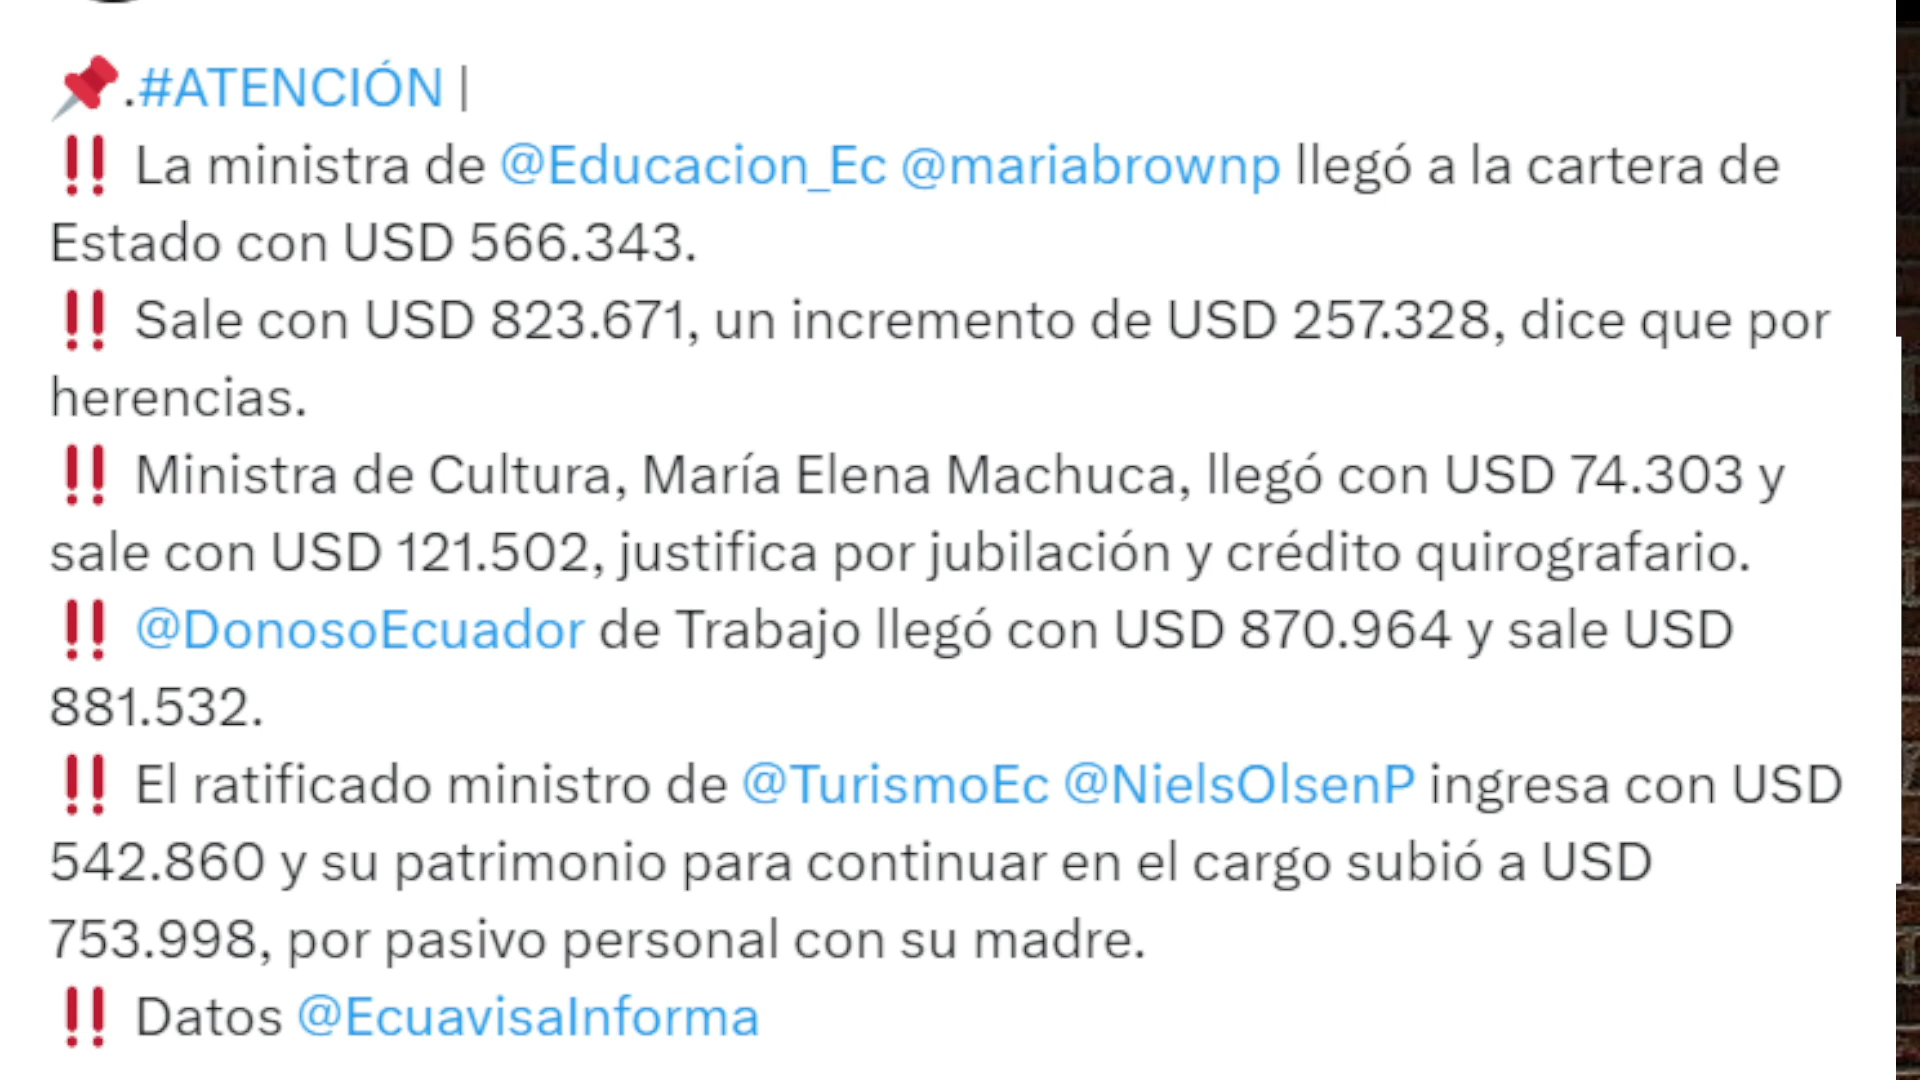 📌.#ATENCIÓN |
‼️ La ministra de @Educacion_Ec @mariabrownp llegó a la cartera de
Estado con USD 566.343.
‼️ Sale con USD 823.671, un incremento de USD 257.328, dice que por
herencias.
‼️ Ministra de Cultura, María Elena Machuca, llegó con USD 74.303 y
sale con USD 121.502, justifica por jubilación y crédito quirografario.
‼️ @DonosoEcuador de Trabajo llegó con USD 870.964 y sale USD
881.532.
‼️ El ratificado ministro de @TurismoEc @NielsOlsenP ingresa con USD
542.860 y su patrimonio para continuar en el cargo subió a USD
753.998, por pasivo personal con su madre.
‼️ Datos @EcuavisaInforma